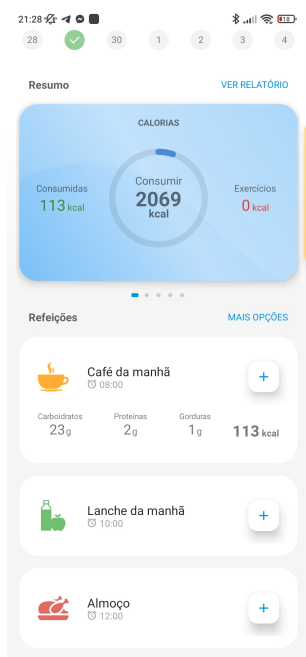 21:28
18
28 30 1 2 3 4
Resumo VER RELATÓRIO
CALORIAS
Consumidas
113 kcal
Consumir
2069
kcal
Exercícios
0 kcal
Refeições MAIS OPÇÕES
Café da manhã
08:00
Carboidratos Proteínas Gorduras
23g 2g 1g 113 kcal
Lanche da manhã
10:00
Almoço
12:00